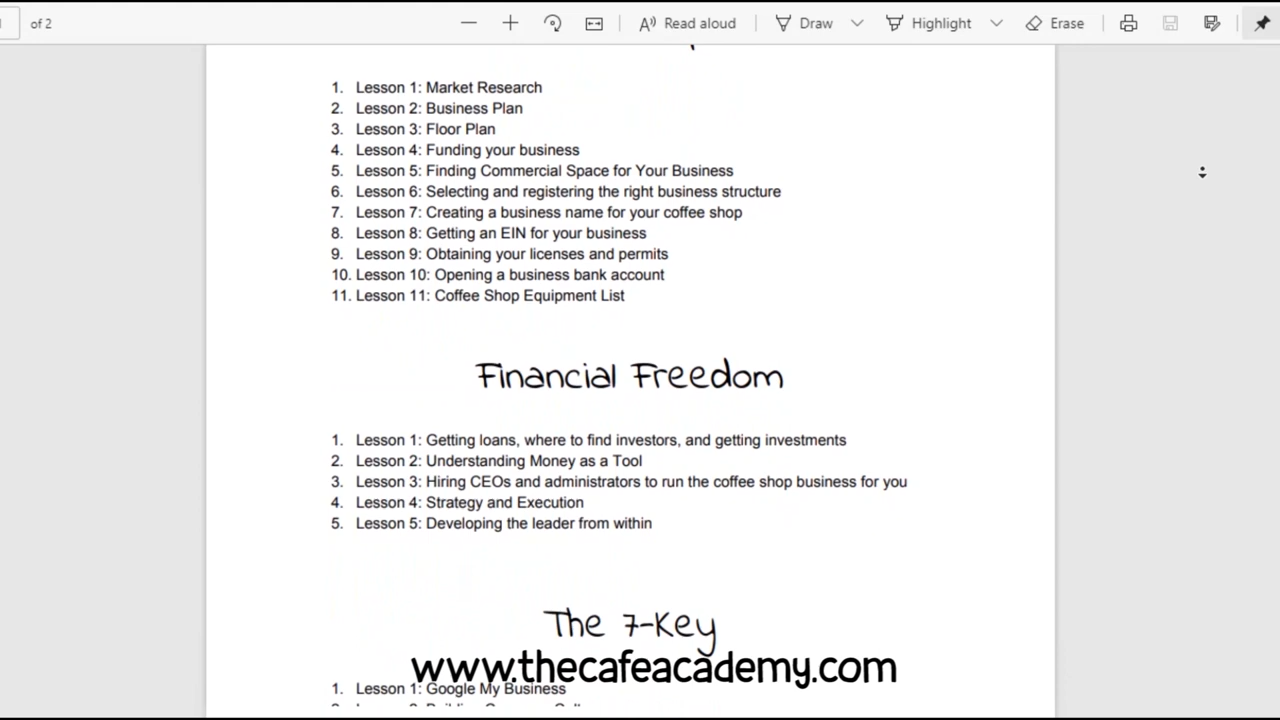 of 2
Read aloud
Draw
Highlight
Erase
1. Lesson 1: Market Research
2. Lesson 2: Business Plan
3. Lesson 3: Floor Plan
4. Lesson 4: Funding your business
5. Lesson 5: Finding Commercial Space for Your Business
6. Lesson 6: Selecting and registering the right business structure
7. Lesson 7: Creating a business name for your coffee shop
8. Lesson 8: Getting an EIN for your business
9. Lesson 9: Obtaining your licenses and permits
10. Lesson 10: Opening a business bank account
11. Lesson 11: Coffee Shop Equipment List
Financial Freedom
1. Lesson 1: Getting loans, where to find investors, and getting investments
2. Lesson 2: Understanding Money as a Tool
3. Lesson 3: Hiring CEOs and administrators to run the coffee shop business for you
4. Lesson 4: Strategy and Execution
5. Lesson 5: Developing the leader from within
The 7-Key
www.thecafeacademy.com
1. Lesson 1: Google My Business